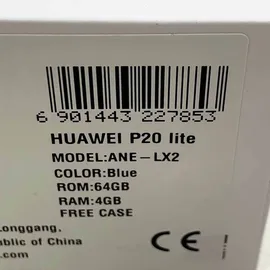 6 901443 227853
HUAWEI P20 lite
MODEL:ANE-LX2
COLOR:Blue
ROM:64GB
RAM:4GB
FREE CASE
Longgang,
of China
.com
CE